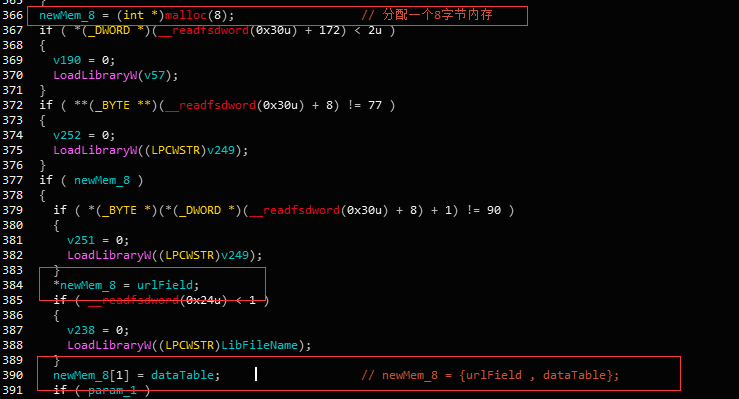 365 }
366 newMem_8 = (int *)malloc(8); // 分配一个8字节内存
367 if ( *(_DWORD *)(__readfsdword(0x30u) + 172) < 2u )
368 {
369 v190 = 0;
370 LoadLibraryW(v57);
371 }
372 if ( **(_BYTE **)(__readfsdword(0x30u) + 8) != 77 )
373 {
374 v252 = 0;
375 LoadLibraryW((LPCWSTR)v249);
376 }
377 if ( newMem_8 )
378 {
379 if ( *(_BYTE *)(*(_DWORD *)(__readfsdword(0x30u) + 8) + 1) != 90 )
380 {
381 v251 = 0;
382 LoadLibraryW((LPCWSTR)v249);
383 }
384 *newMem_8 = urlField;
385 if ( __readfsdword(0x24u) < 1 )
386 {
387 v238 = 0;
388 LoadLibraryW((LPCWSTR)LibFileName);
389 }
390 newMem_8[1] = dataTable; // newMem_8 = {urlField , dataTable};
391 if ( param_1 )